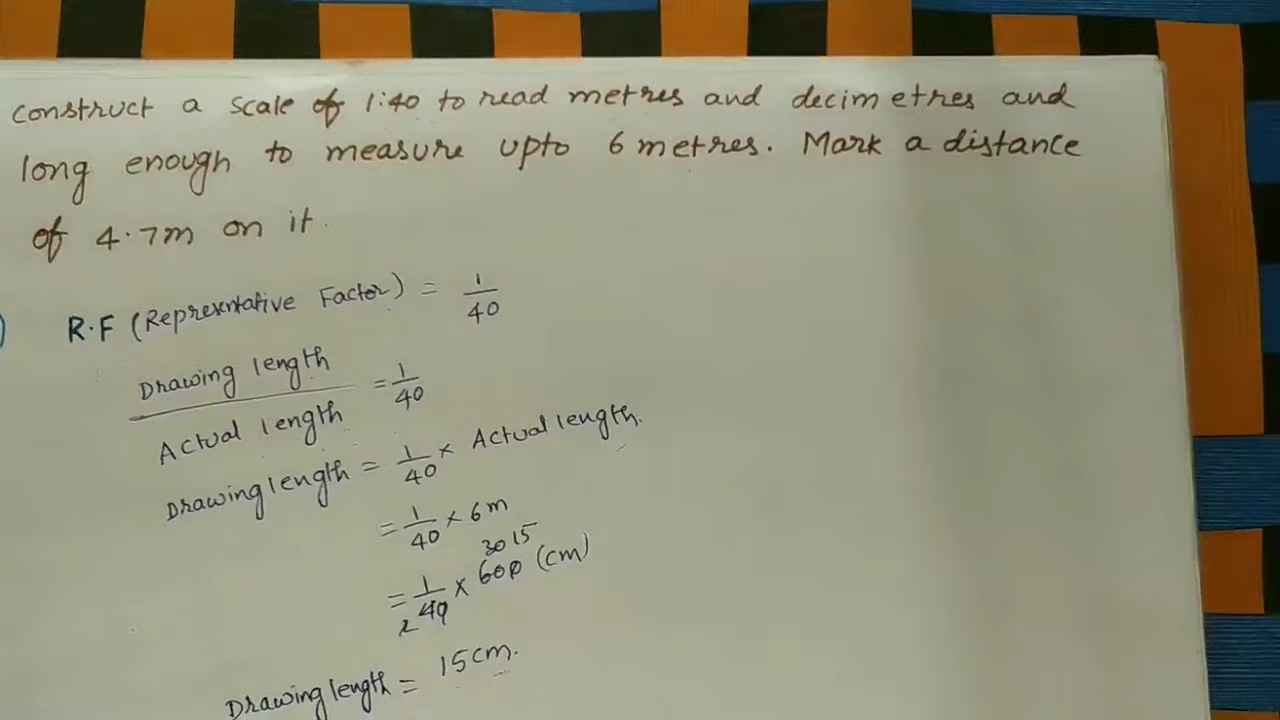 construct a scale of 1:40 to read metres and decimetres and
long enough to measure upto 6 metres. Mark a distance
of 4.7m on it.
) R.F (Representative Factor) = 1/40
Drawing length / Actual length = 1/40
Drawing length = 1/40 × Actual length.
= 1/40 × 6m
30 15
= 1/40 × 600 (cm)
2
Drawing length = 15cm.